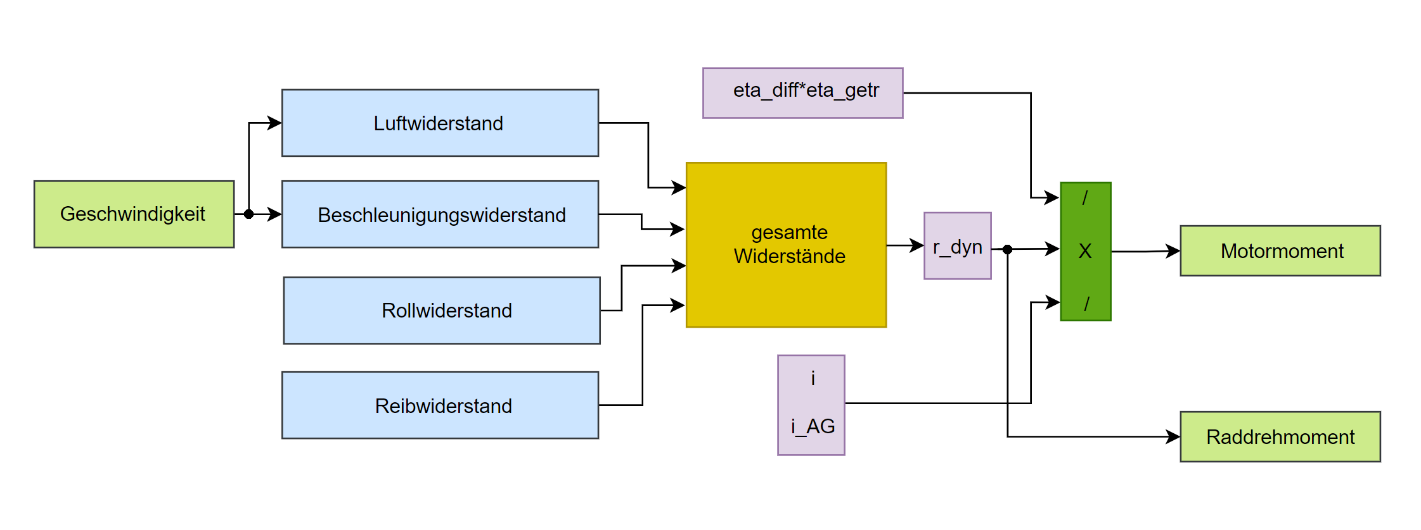 Geschwindigkeit
Luftwiderstand
Beschleunigungswiderstand
Rollwiderstand
Reibwiderstand
gesamte
Widerstände
eta_diff*eta_getr
r_dyn
i
i_AG
/
X
/
Motormoment
Raddrehmoment